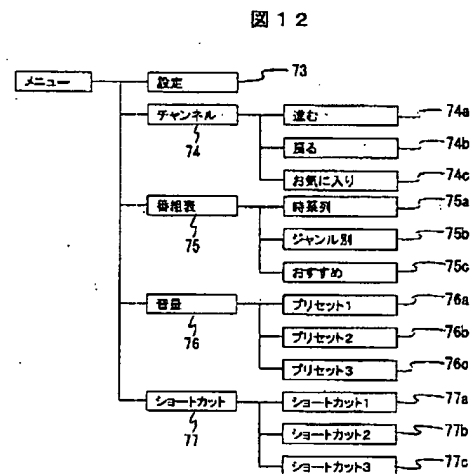 図１２
メニュー
設定
73
チャンネル
74
進む
74a
戻る
74b
お気に入り
74c
番組表
75
時系列
75a
ジャンル別
75b
おすすめ
75c
音量
76
プリセット1
76a
プリセット2
76b
プリセット3
76c
ショートカット
77
ショートカット1
77a
ショートカット2
77b
ショートカット3
77c